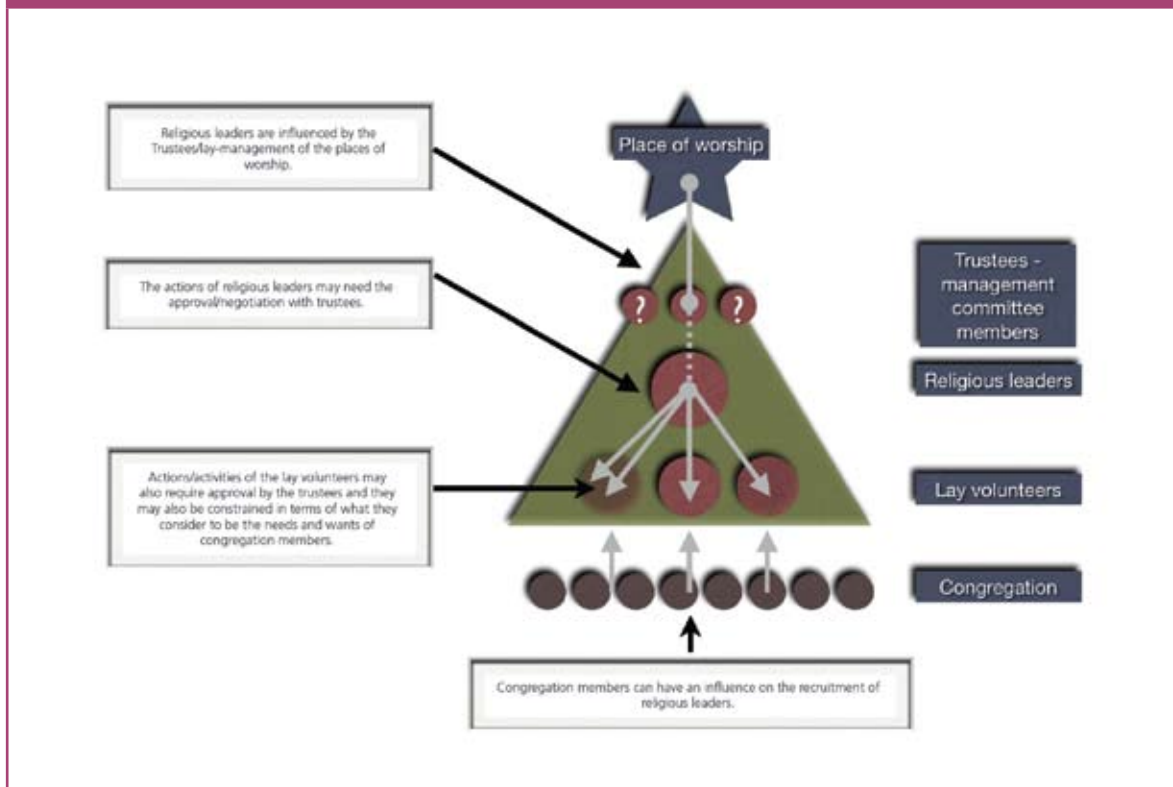 Religious leaders are influenced by the
Trustees/lay-management of the places of
worship.
Place of worship
The actions of religious leaders may need the
approval/negotiation with trustees.
? ?
Trustees -
management
committee
members
Religious leaders
Actions/activities of the lay volunteers may
also require approval by the trustees and they
may also be constrained in terms of what they
consider to be the needs and wants of
congregation members.
Lay volunteers
Congregation
Congregation members can have an influence on the recruitment of
religious leaders.